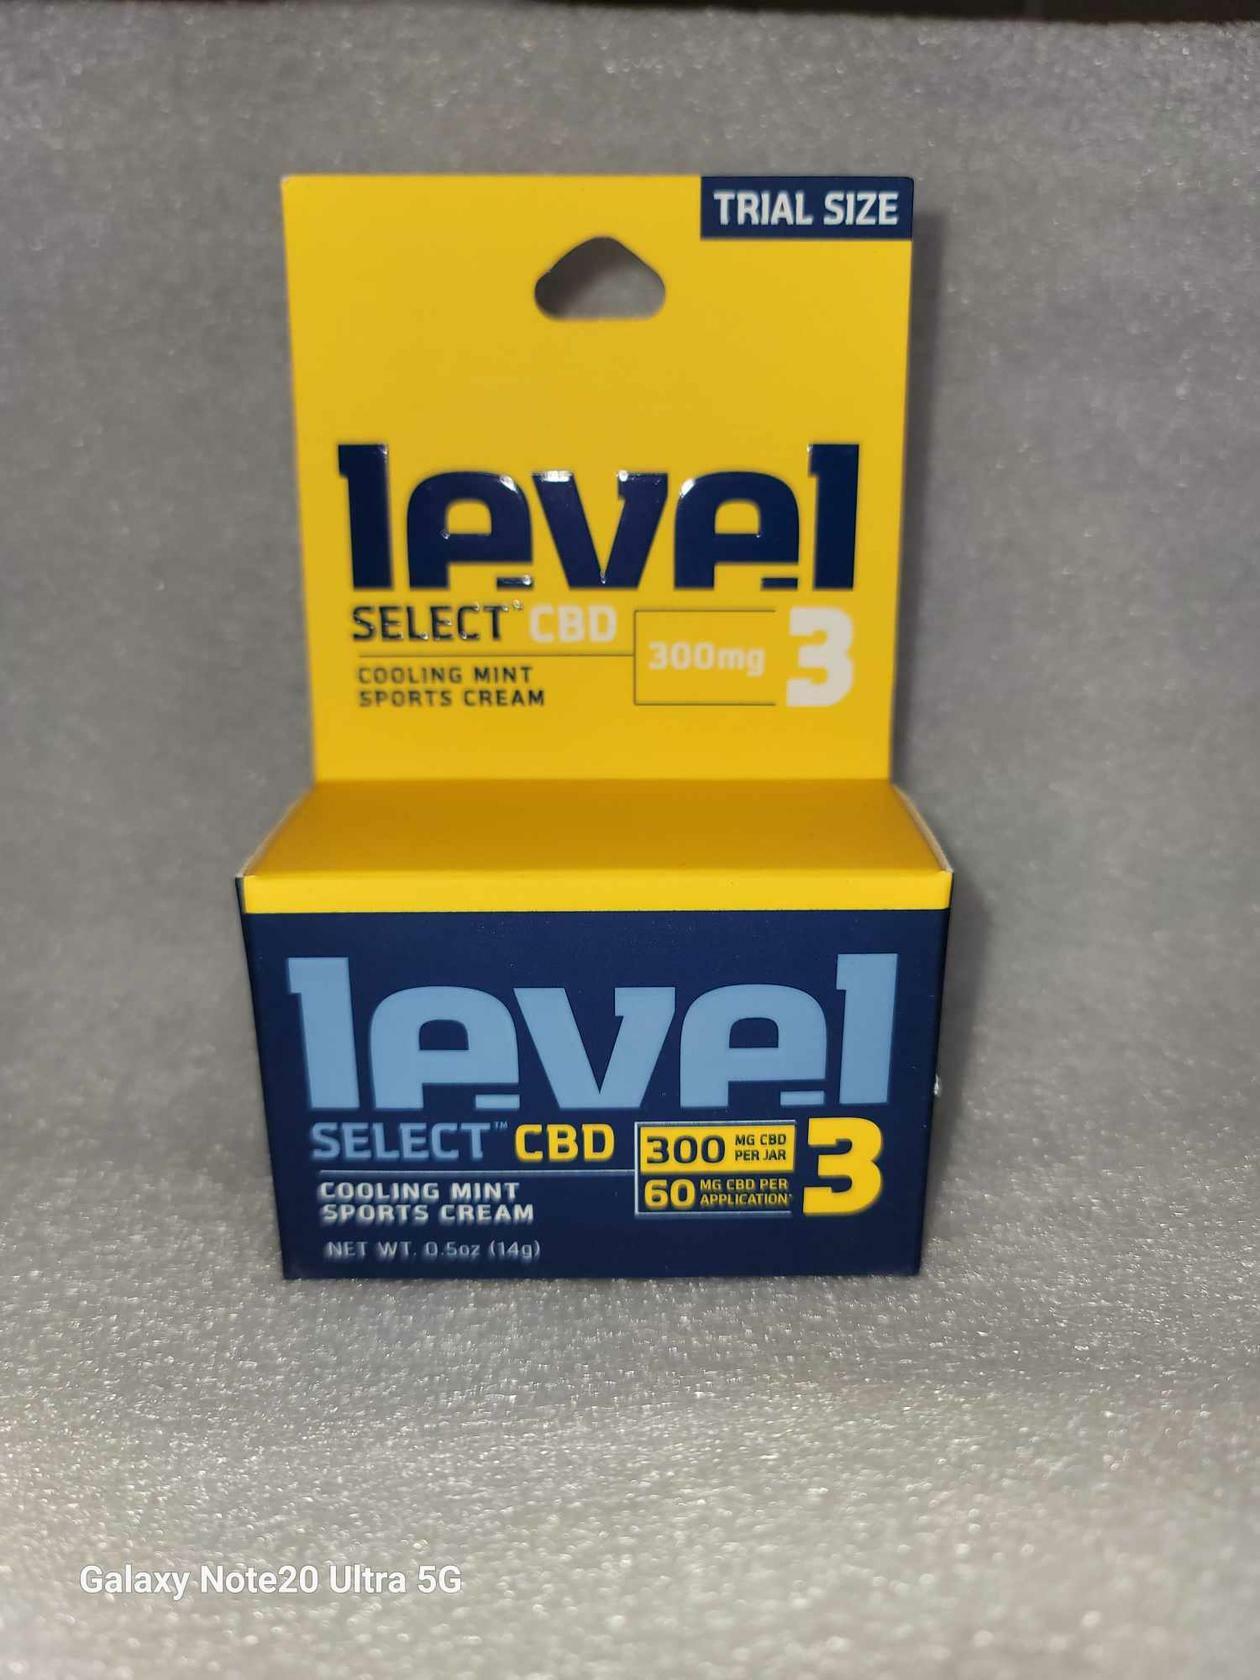 TRIAL SIZE
level
SELECT™ CBD
300mg
3
COOLING MINT
SPORTS CREAM
level
SELECT™ CBD
300 MG CBD PER JAR
60 MG CBD PER APPLICATION*
3
COOLING MINT
SPORTS CREAM
NET WT. 0.5oz (14g)
Galaxy Note20 Ultra 5G